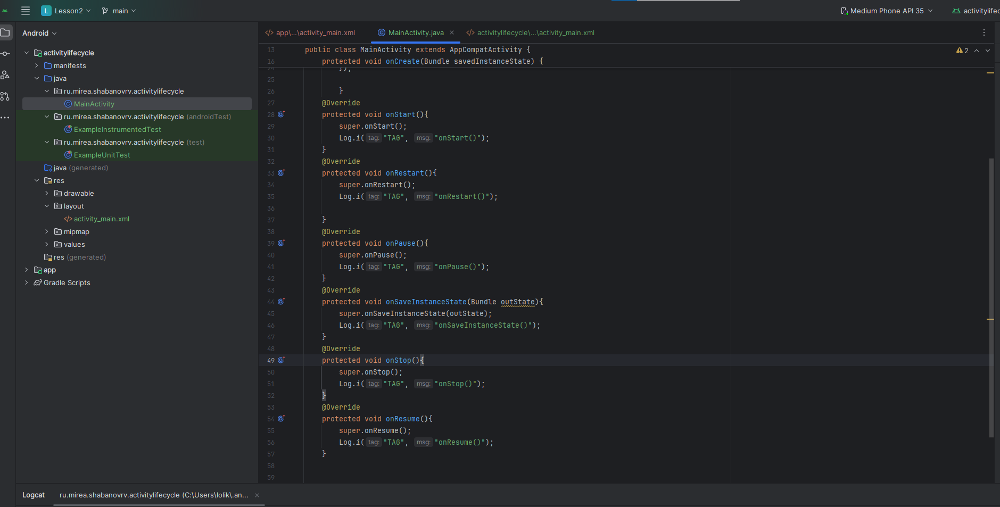 L Lesson2 main Medium Phone API 35 activitylifec
Android
activitylifecycle
manifests
java
ru.mirea.shabanovrv.activitylifecycle
MainActivity
ru.mirea.shabanovrv.activitylifecycle (androidTest)
ExampleInstrumentedTest
ru.mirea.shabanovrv.activitylifecycle (test)
ExampleUnitTest
java (generated)
res
drawable
layout
</> activity_main.xml
mipmap
values
res (generated)
app
Gradle Scripts
</> app\...\activity_main.xml MainActivity.java </> activitylifecycle\...\activity_main.xml
2
13 public class MainActivity extends AppCompatActivity {
16 protected void onCreate(Bundle savedInstanceState) {
24 });
25
26 }
27 @Override
28 protected void onStart(){
29 super.onStart();
30 Log.i( tag: "TAG", msg: "onStart()");
31 }
32 @Override
33 protected void onRestart(){
34 super.onRestart();
35 Log.i( tag: "TAG", msg: "onRestart()");
36
37 }
38 @Override
39 protected void onPause(){
40 super.onPause();
41 Log.i( tag: "TAG", msg: "onPause()");
42 }
43 @Override
44 protected void onSaveInstanceState(Bundle outState){
45 super.onSaveInstanceState(outState);
46 Log.i( tag: "TAG", msg: "onSaveInstanceState()");
47 }
48 @Override
49 protected void onStop(){
50 super.onStop();
51 Log.i( tag: "TAG", msg: "onStop()");
52 }
53 @Override
54 protected void onResume(){
55 super.onResume();
56 Log.i( tag: "TAG", msg: "onResume()");
57 }
58
59
Logcat ru.mirea.shabanovrv.activitylifecycle (C:\Users\lolik\.an...